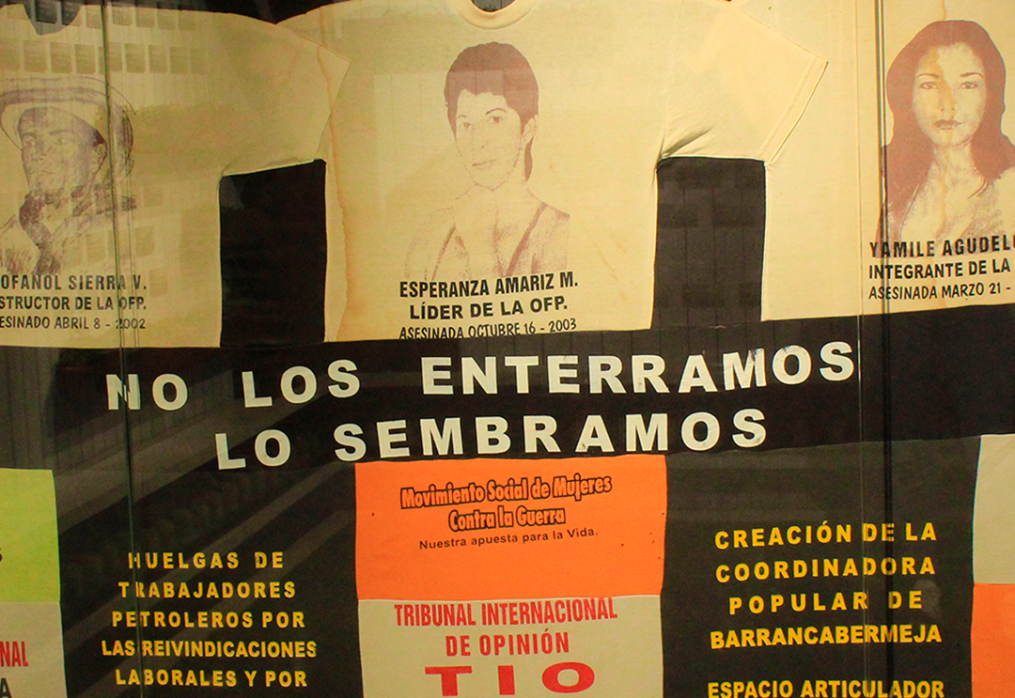 OFANOL SIERRA V.
STRUCTOR DE LA OFP.
ESINADO ABRIL 8 - 2002
ESPERANZA AMARIZ M.
LÍDER DE LA OFP.
ASESINADA OCTUBRE 16 - 2003
YAMILE AGUDELO
INTEGRANTE DE LA
ASESINADA MARZO 21 -
NO LOS ENTERRAMOS
LO SEMBRAMOS
HUELGAS DE
TRABAJADORES
PETROLEROS POR
LAS REIVINDICACIONES
LABORALES Y POR
Movimiento Social de Mujeres
Contra la Guerra
Nuestra apuesta para la Vida.
TRIBUNAL INTERNACIONAL
DE OPINIÓN
TIO
CREACIÓN DE LA
COORDINADORA
POPULAR DE
BARRANCABERMEJA
ESPACIO ARTICULADOR
NAL
A